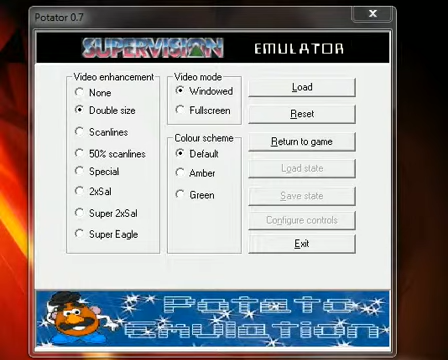 Potator 0.7
SUPERVISION EMULATOR
Video enhancement
None
Double size
Scanlines
50% scanlines
Special
2xSal
Super 2xSal
Super Eagle
Video mode
Windowed
Fullscreen
Colour scheme
Default
Amber
Green
Load
Reset
Return to game
Load state
Save state
Configure controls
Exit
Potato
Emulation